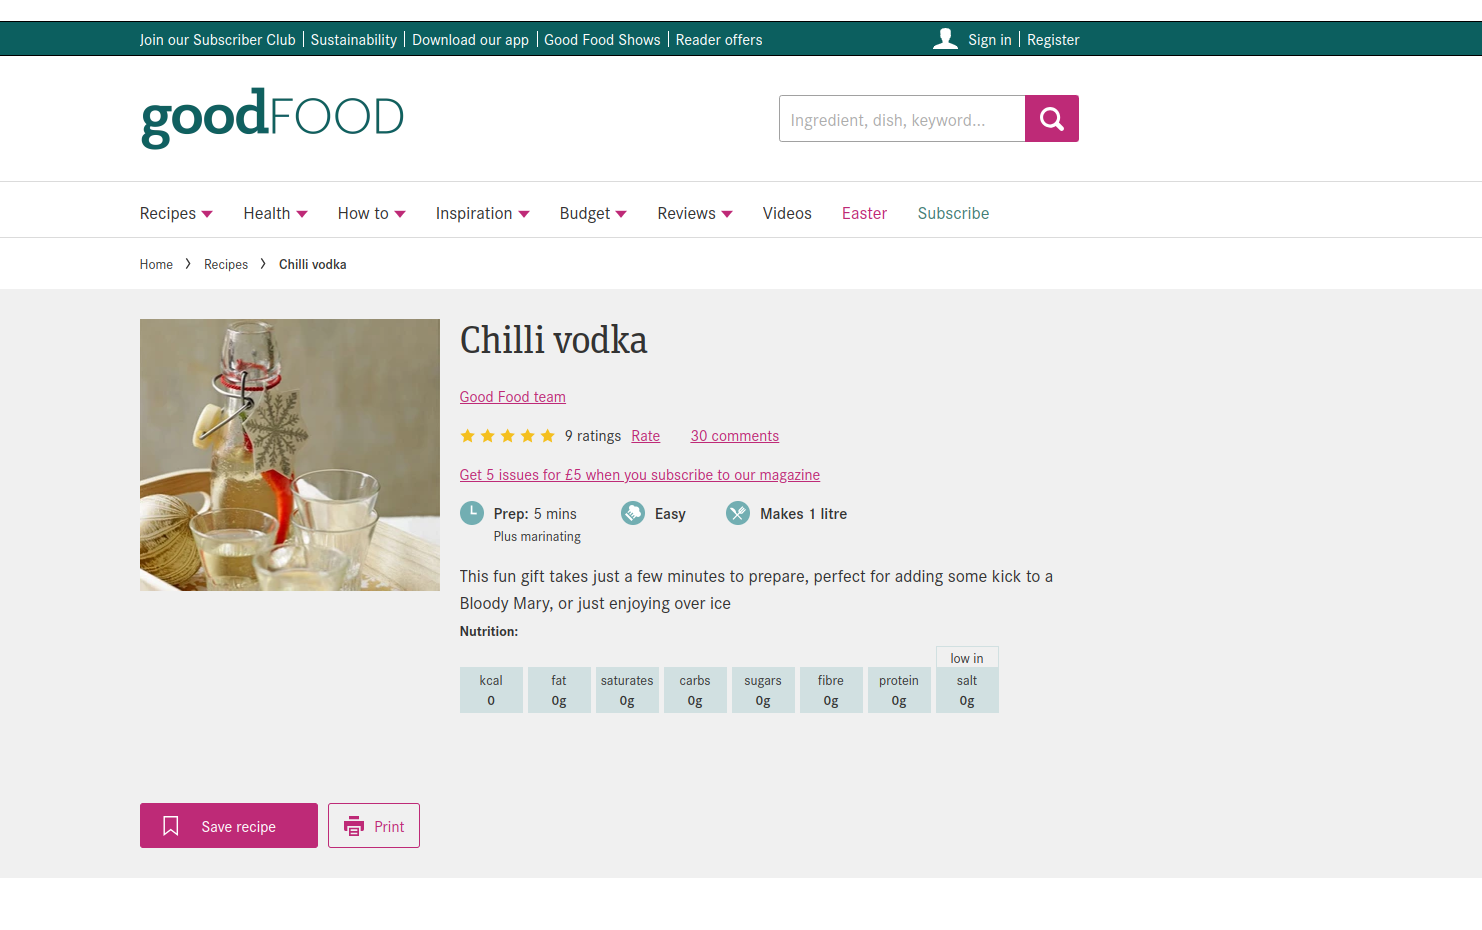 Join our Subscriber Club Sustainability Download our app Good Food Shows Reader offers Sign in Register
goodFOOD
Ingredient, dish, keyword...
Recipes Health How to Inspiration Budget Reviews Videos Easter Subscribe
Home Recipes Chilli vodka
Chilli vodka
Good Food team
9 ratings Rate 30 comments
Get 5 issues for £5 when you subscribe to our magazine
Prep: 5 mins Easy Makes 1 litre
Plus marinating
This fun gift takes just a few minutes to prepare, perfect for adding some kick to a
Bloody Mary, or just enjoying over ice
Nutrition:
low in
kcal fat saturates carbs sugars fibre protein salt
0 0g 0g 0g 0g 0g 0g 0g
Save recipe Print